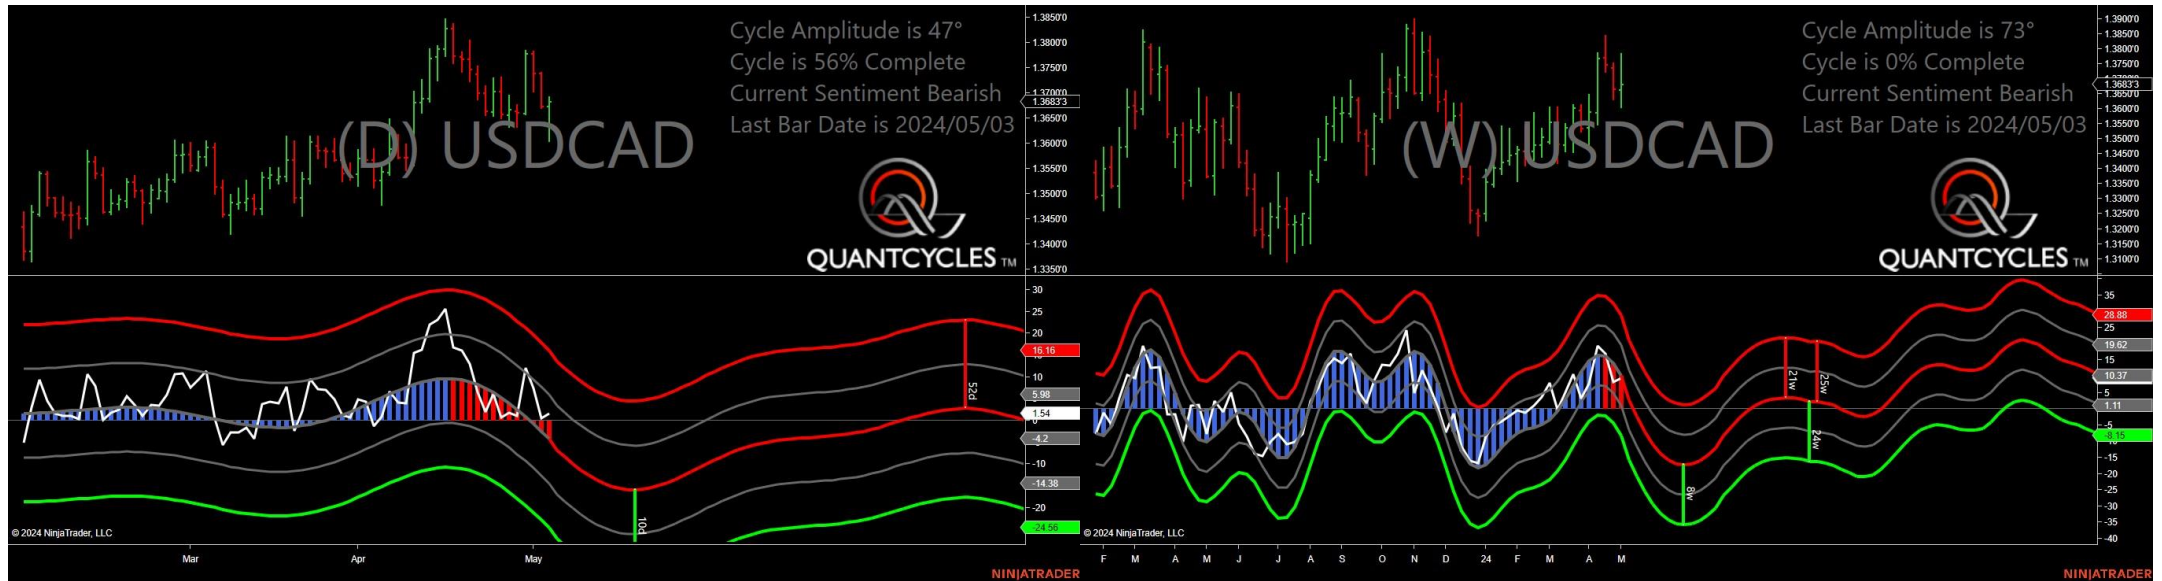 Cycle Amplitude is 47°
Cycle is 56% Complete
Current Sentiment Bearish
Last Bar Date is 2024/05/03
(D) USDCAD
QUANTCYCLES TM
1.3850'0
1.3800'0
1.3750'0
1.3700'0
1.3683'3
1.3650'0
1.3600'0
1.3550'0
1.3500'0
1.3450'0
1.3400'0
1.3350'0
30
25
20
16.16
10
5.98
1.54
0
-4.2
-10
-14.38
-20
-24.56
52d
10d
© 2024 NinjaTrader, LLC
Mar
Apr
May
NINJATRADER
Cycle Amplitude is 73°
Cycle is 0% Complete
Current Sentiment Bearish
Last Bar Date is 2024/05/03
(W) USDCAD
QUANTCYCLES TM
1.3900'0
1.3850'0
1.3800'0
1.3750'0
1.3683'3
1.3650'0
1.3600'0
1.3550'0
1.3500'0
1.3450'0
1.3400'0
1.3350'0
1.3300'0
1.3250'0
1.3200'0
1.3150'0
1.3100'0
35
28.88
25
19.62
15
10.37
5
1.11
-5
-8.15
-15
-20
-25
-30
-35
-40
21w
25w
24w
8w
© 2024 NinjaTrader, LLC
F M A M J J A S O N D 24 F M A M
NINJATRADER